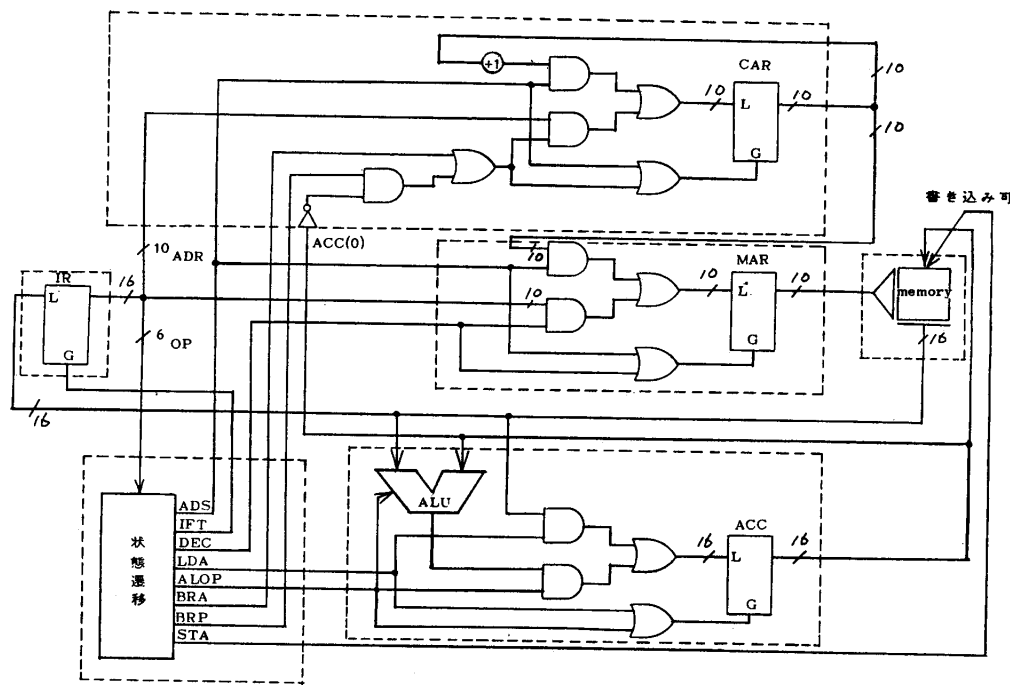 +1
CAR
10
10
10
10
L
G
書き込み可
ACC(0)
10 ADR
IR
L
16
G
6 OP
10
10
MAR
10
10
L
G
memory
16
16
ALU
ACC
16
16
L
G
状態遷移
ADS
IFT
DEC
LDA
ALOP
BRA
BRP
STA